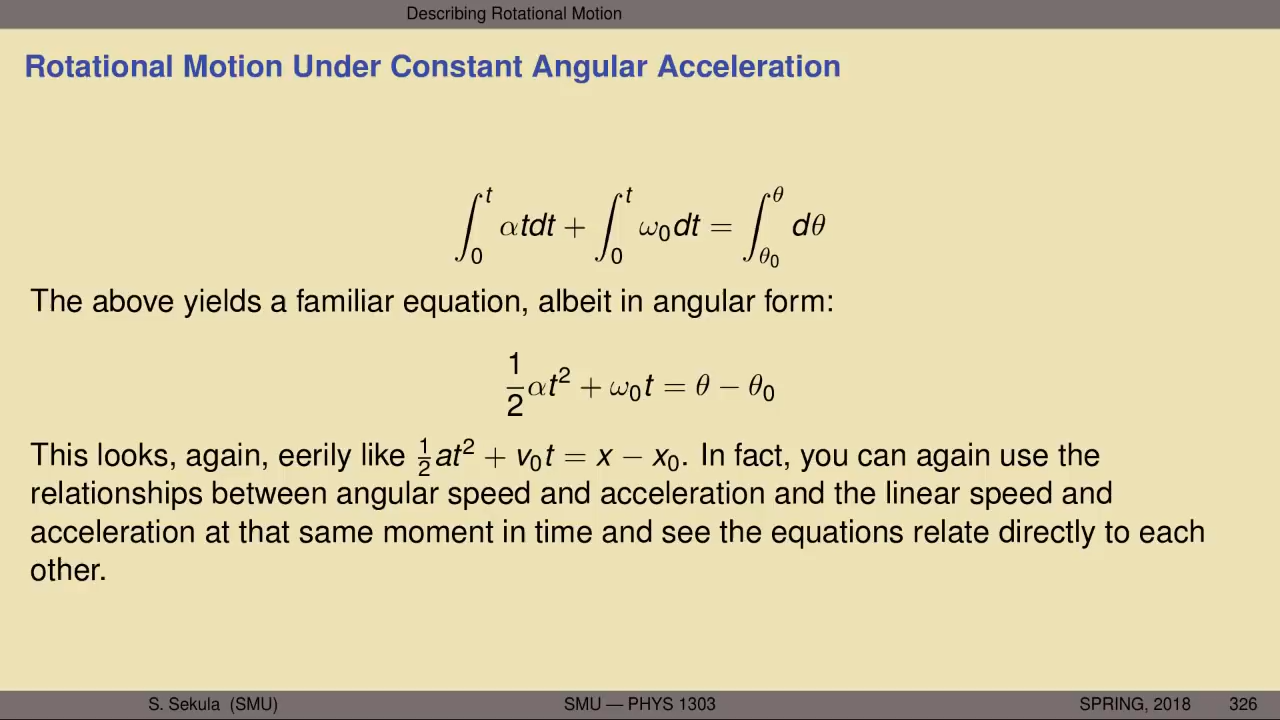 Describing Rotational Motion
Rotational Motion Under Constant Angular Acceleration
∫₀ᵗ αtdt + ∫₀ᵗ ω₀dt = ∫_θ₀^θ dθ
The above yields a familiar equation, albeit in angular form:
½αt² + ω₀t = θ − θ₀
This looks, again, eerily like ½at² + v₀t = x − x₀. In fact, you can again use the
relationships between angular speed and acceleration and the linear speed and
acceleration at that same moment in time and see the equations relate directly to each
other.
S. Sekula (SMU) SMU — PHYS 1303 SPRING, 2018 326